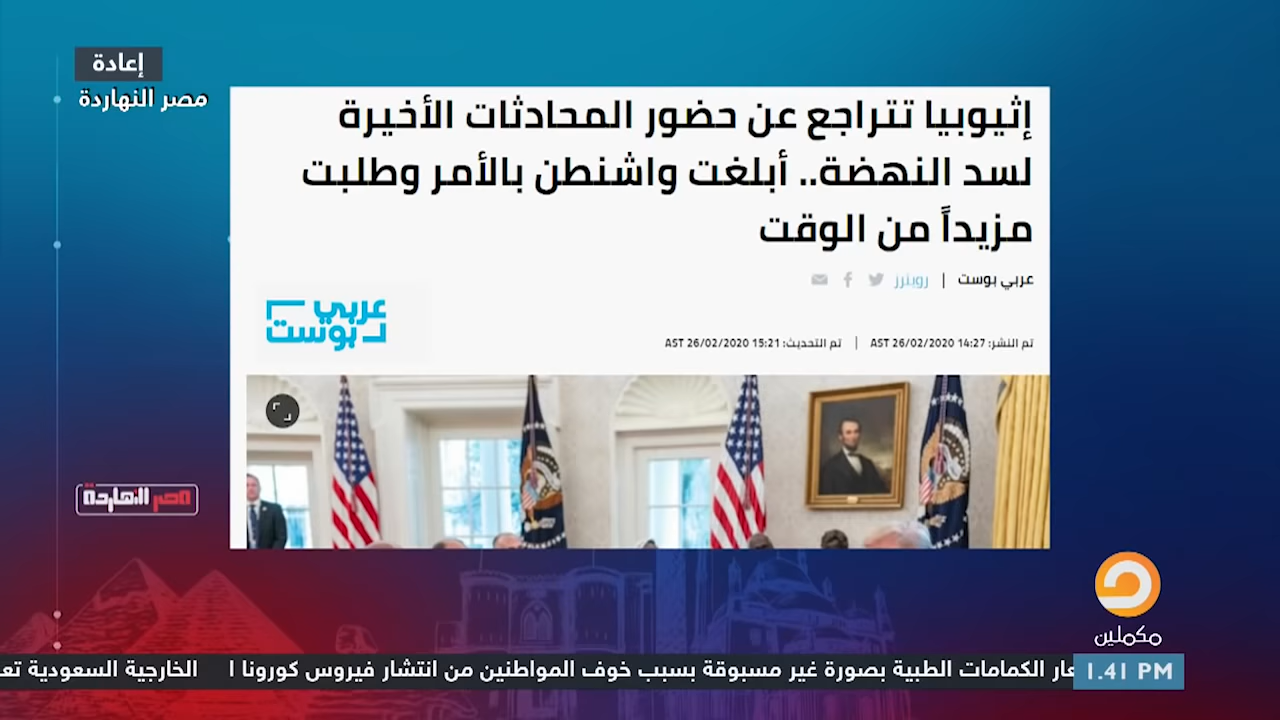 إعادة
مصر النهاردة
إثيوبيا تتراجع عن حضور المحادثات الأخيرة
لسد النهضة.. أبلغت واشنطن بالأمر وطلبت
مزيداً من الوقت
عربي بوست | رويترز
عربي
بوست
تم النشر: 14:27 26/02/2020 AST | تم التحديث: 15:21 26/02/2020 AST
مصر النهاردة
مكملين
1.41 PM
الكمامات الطبية بصورة غير مسبوقة بسبب خوف المواطنين من انتشار فيروس كورونا الخارجية السعودية